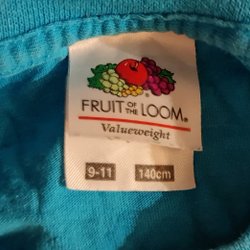 FRUIT OF THE LOOM®
Valueweight
9-11 140cm